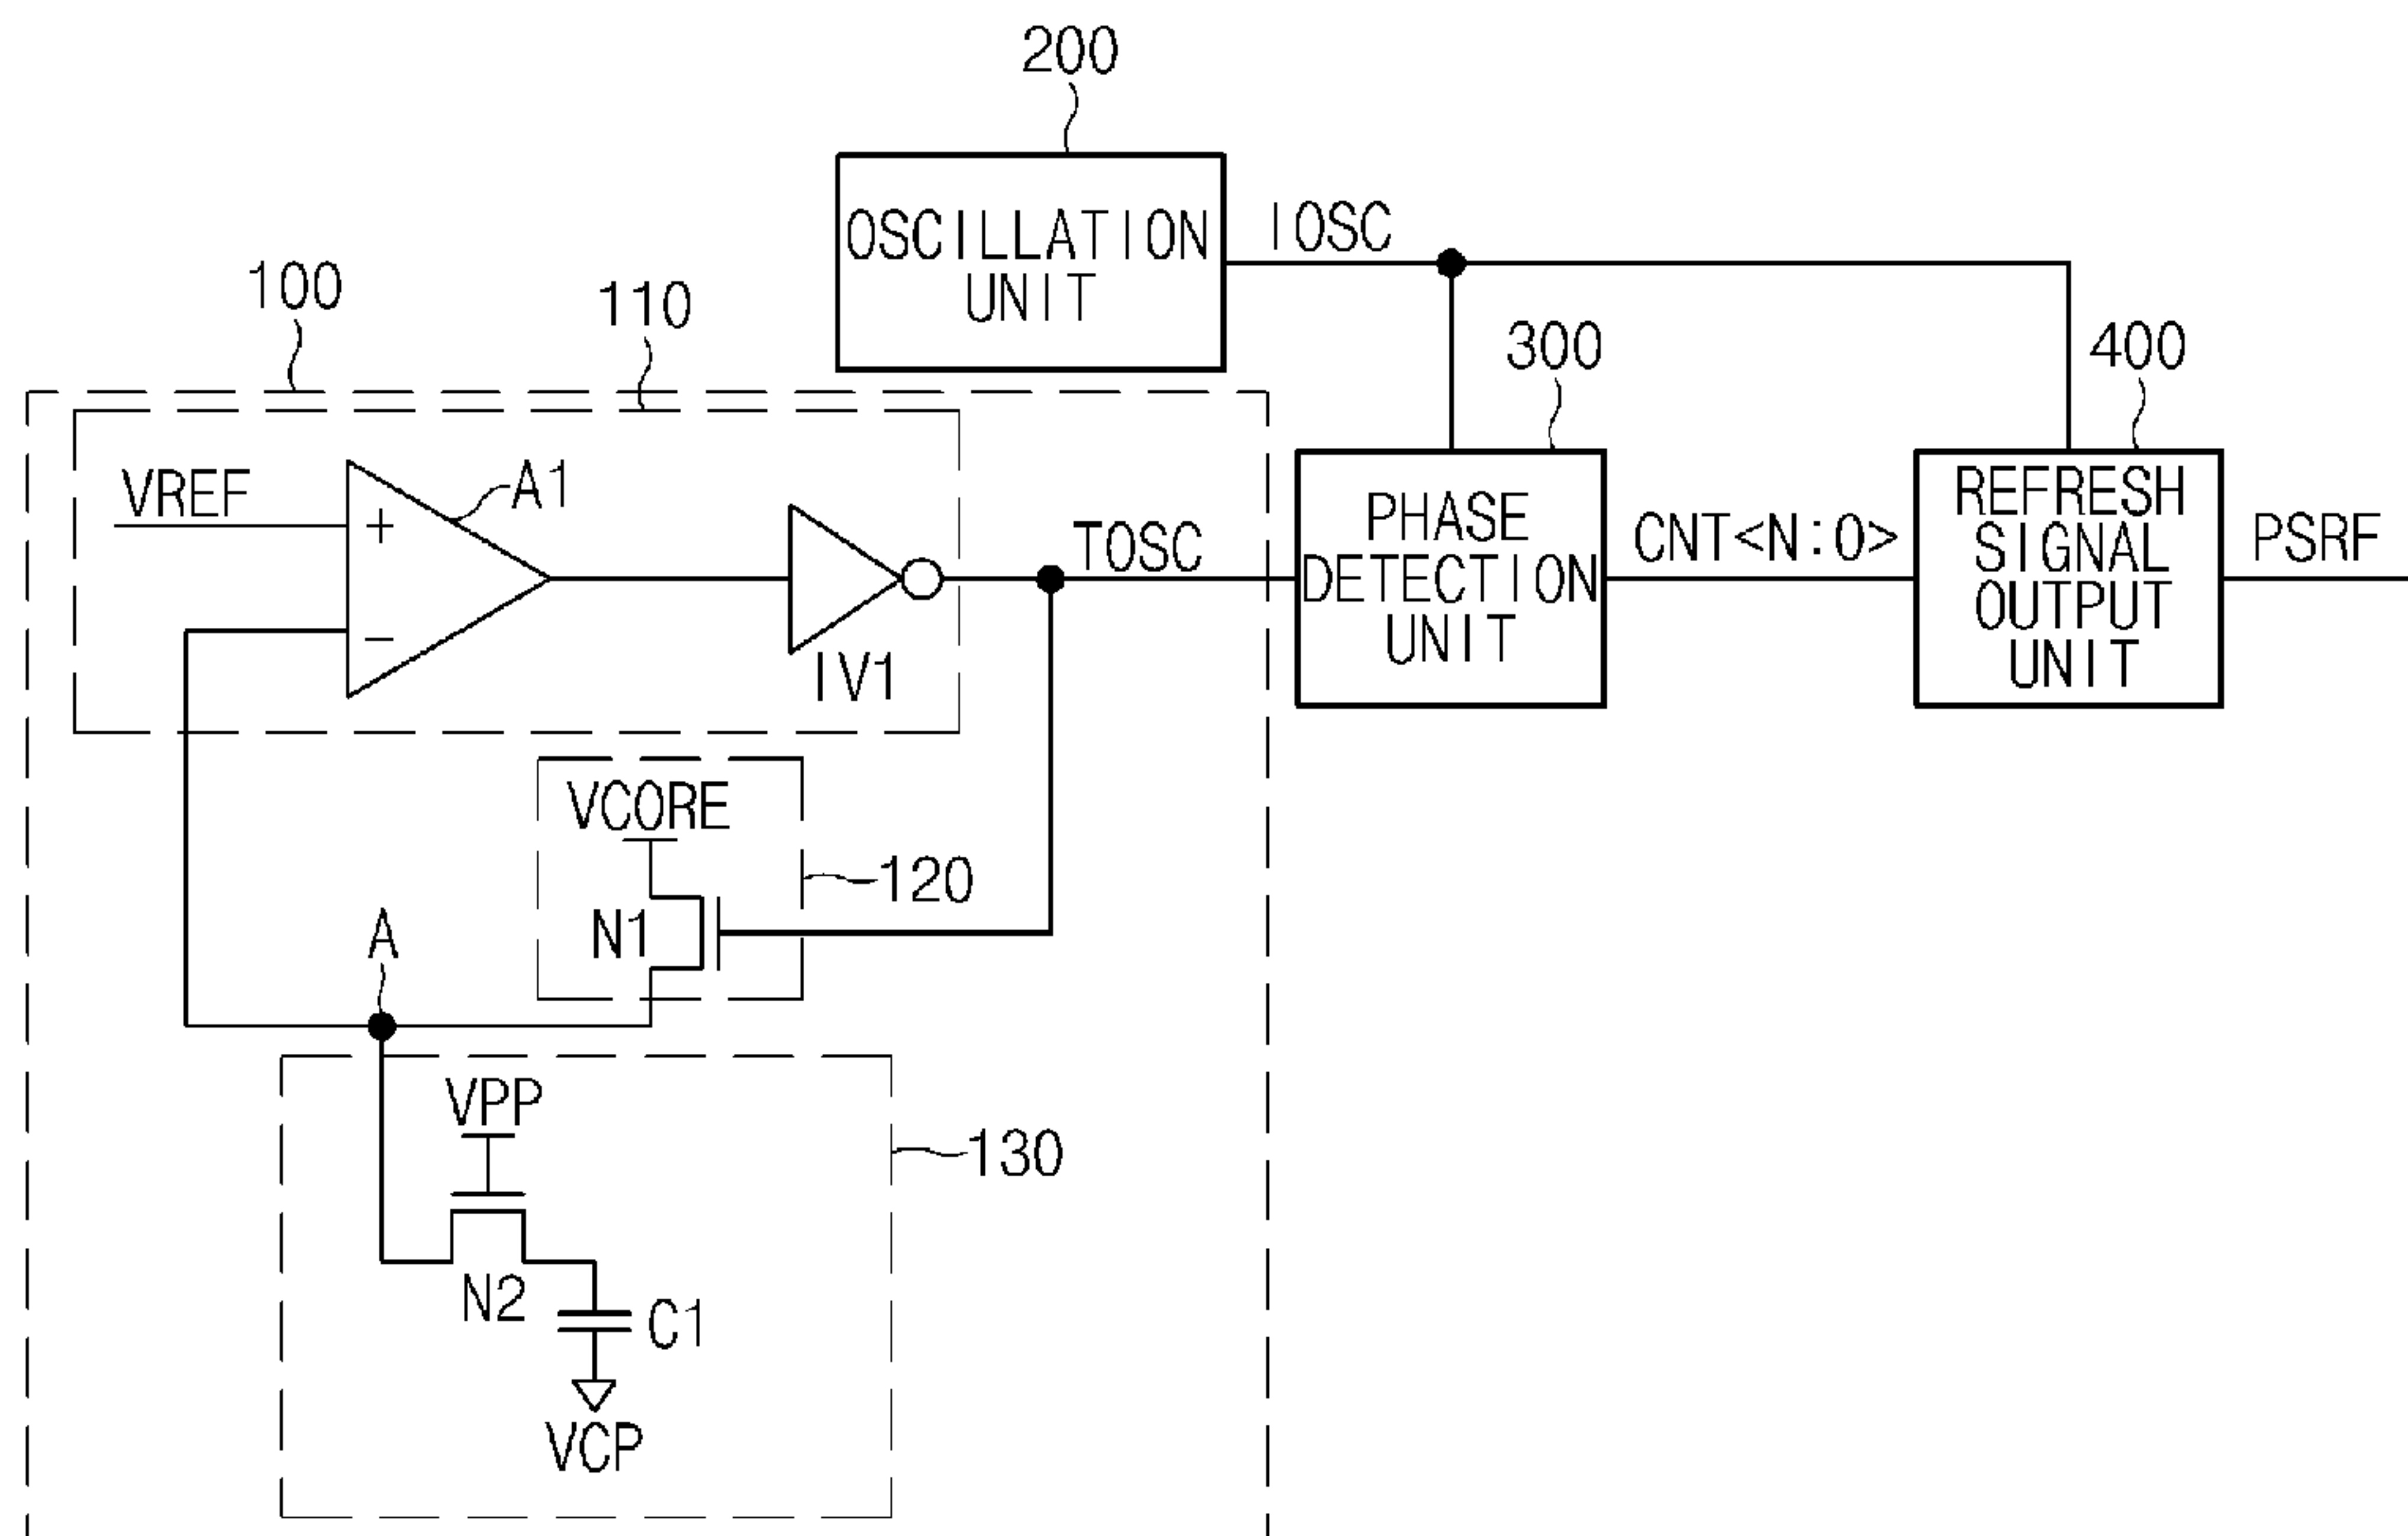 200
OSCILLATION
UNIT
IOSC
100
110
300
400
VREF
A1
+
−
IV1
TOSC
PHASE
DETECTION
UNIT
CNT<N:0>
REFRESH
SIGNAL
OUTPUT
UNIT
PSRF
VCORE
N1
120
A
VPP
130
N2
C1
VCP